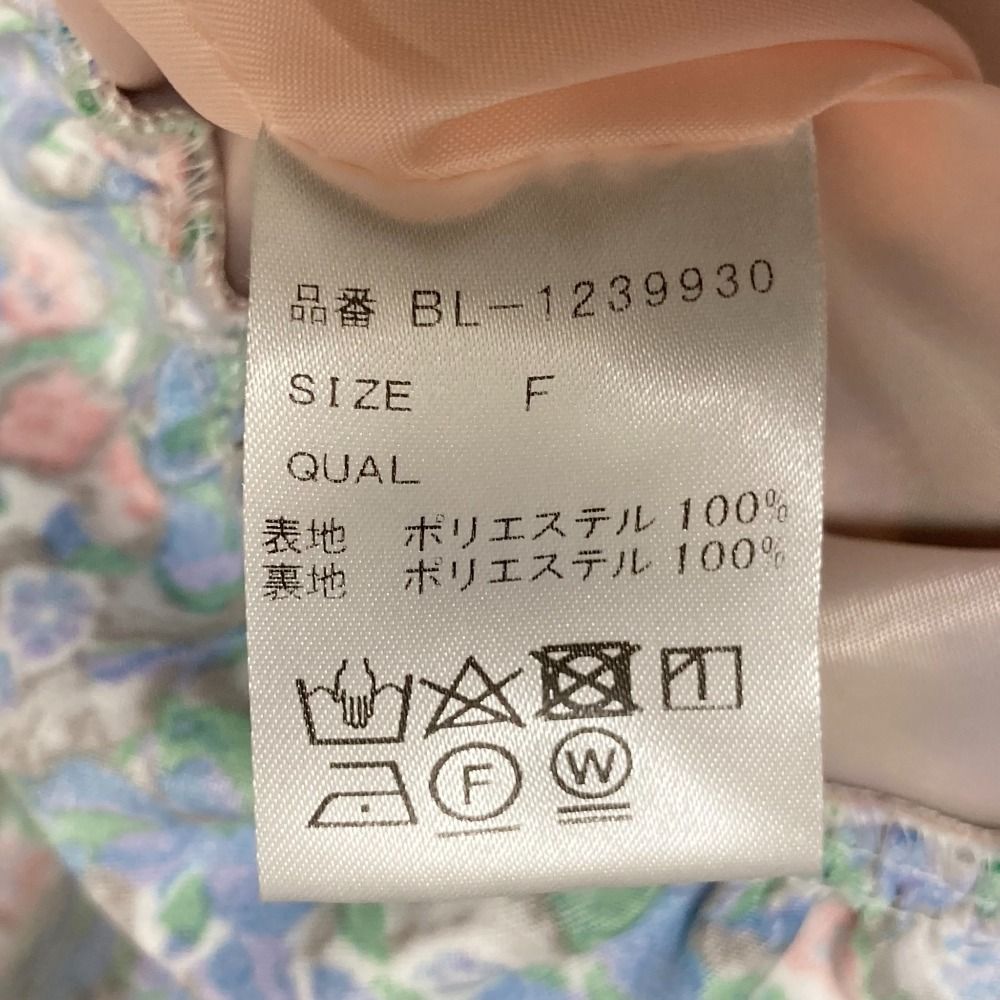 品番 BL-1239930
SIZE F
QUAL
表地 ポリエステル 100%
裏地 ポリエステル 100%
F W